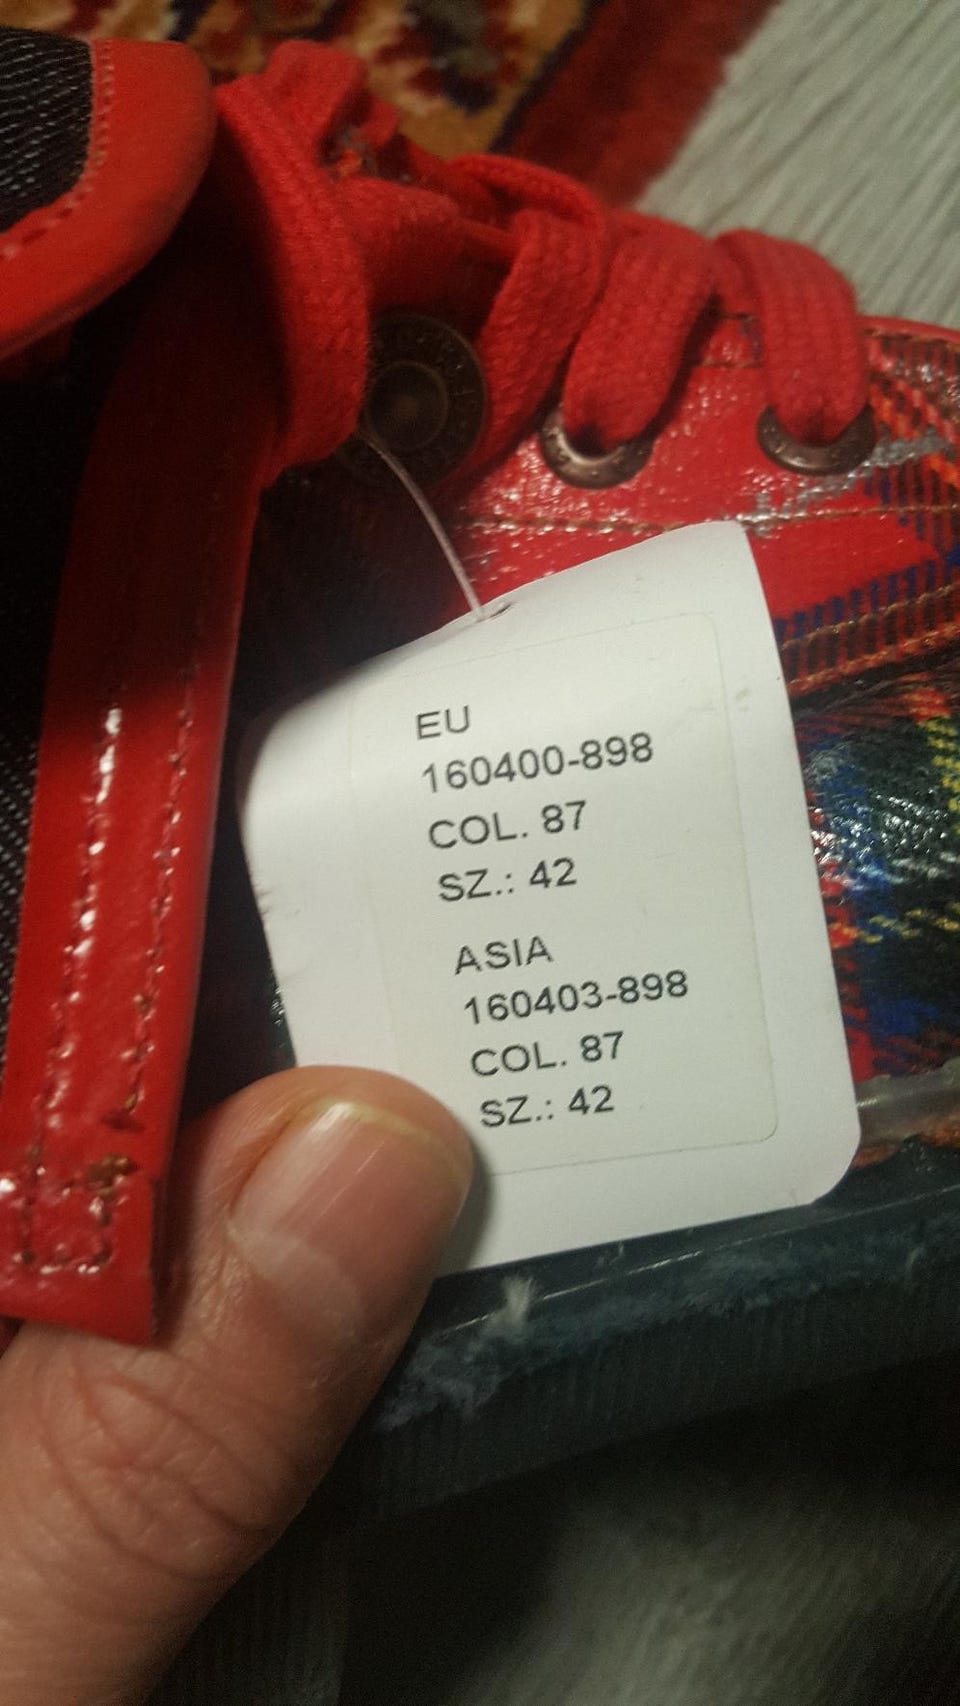 EU
160400-898
COL. 87
SZ.: 42
ASIA
160403-898
COL. 87
SZ.: 42